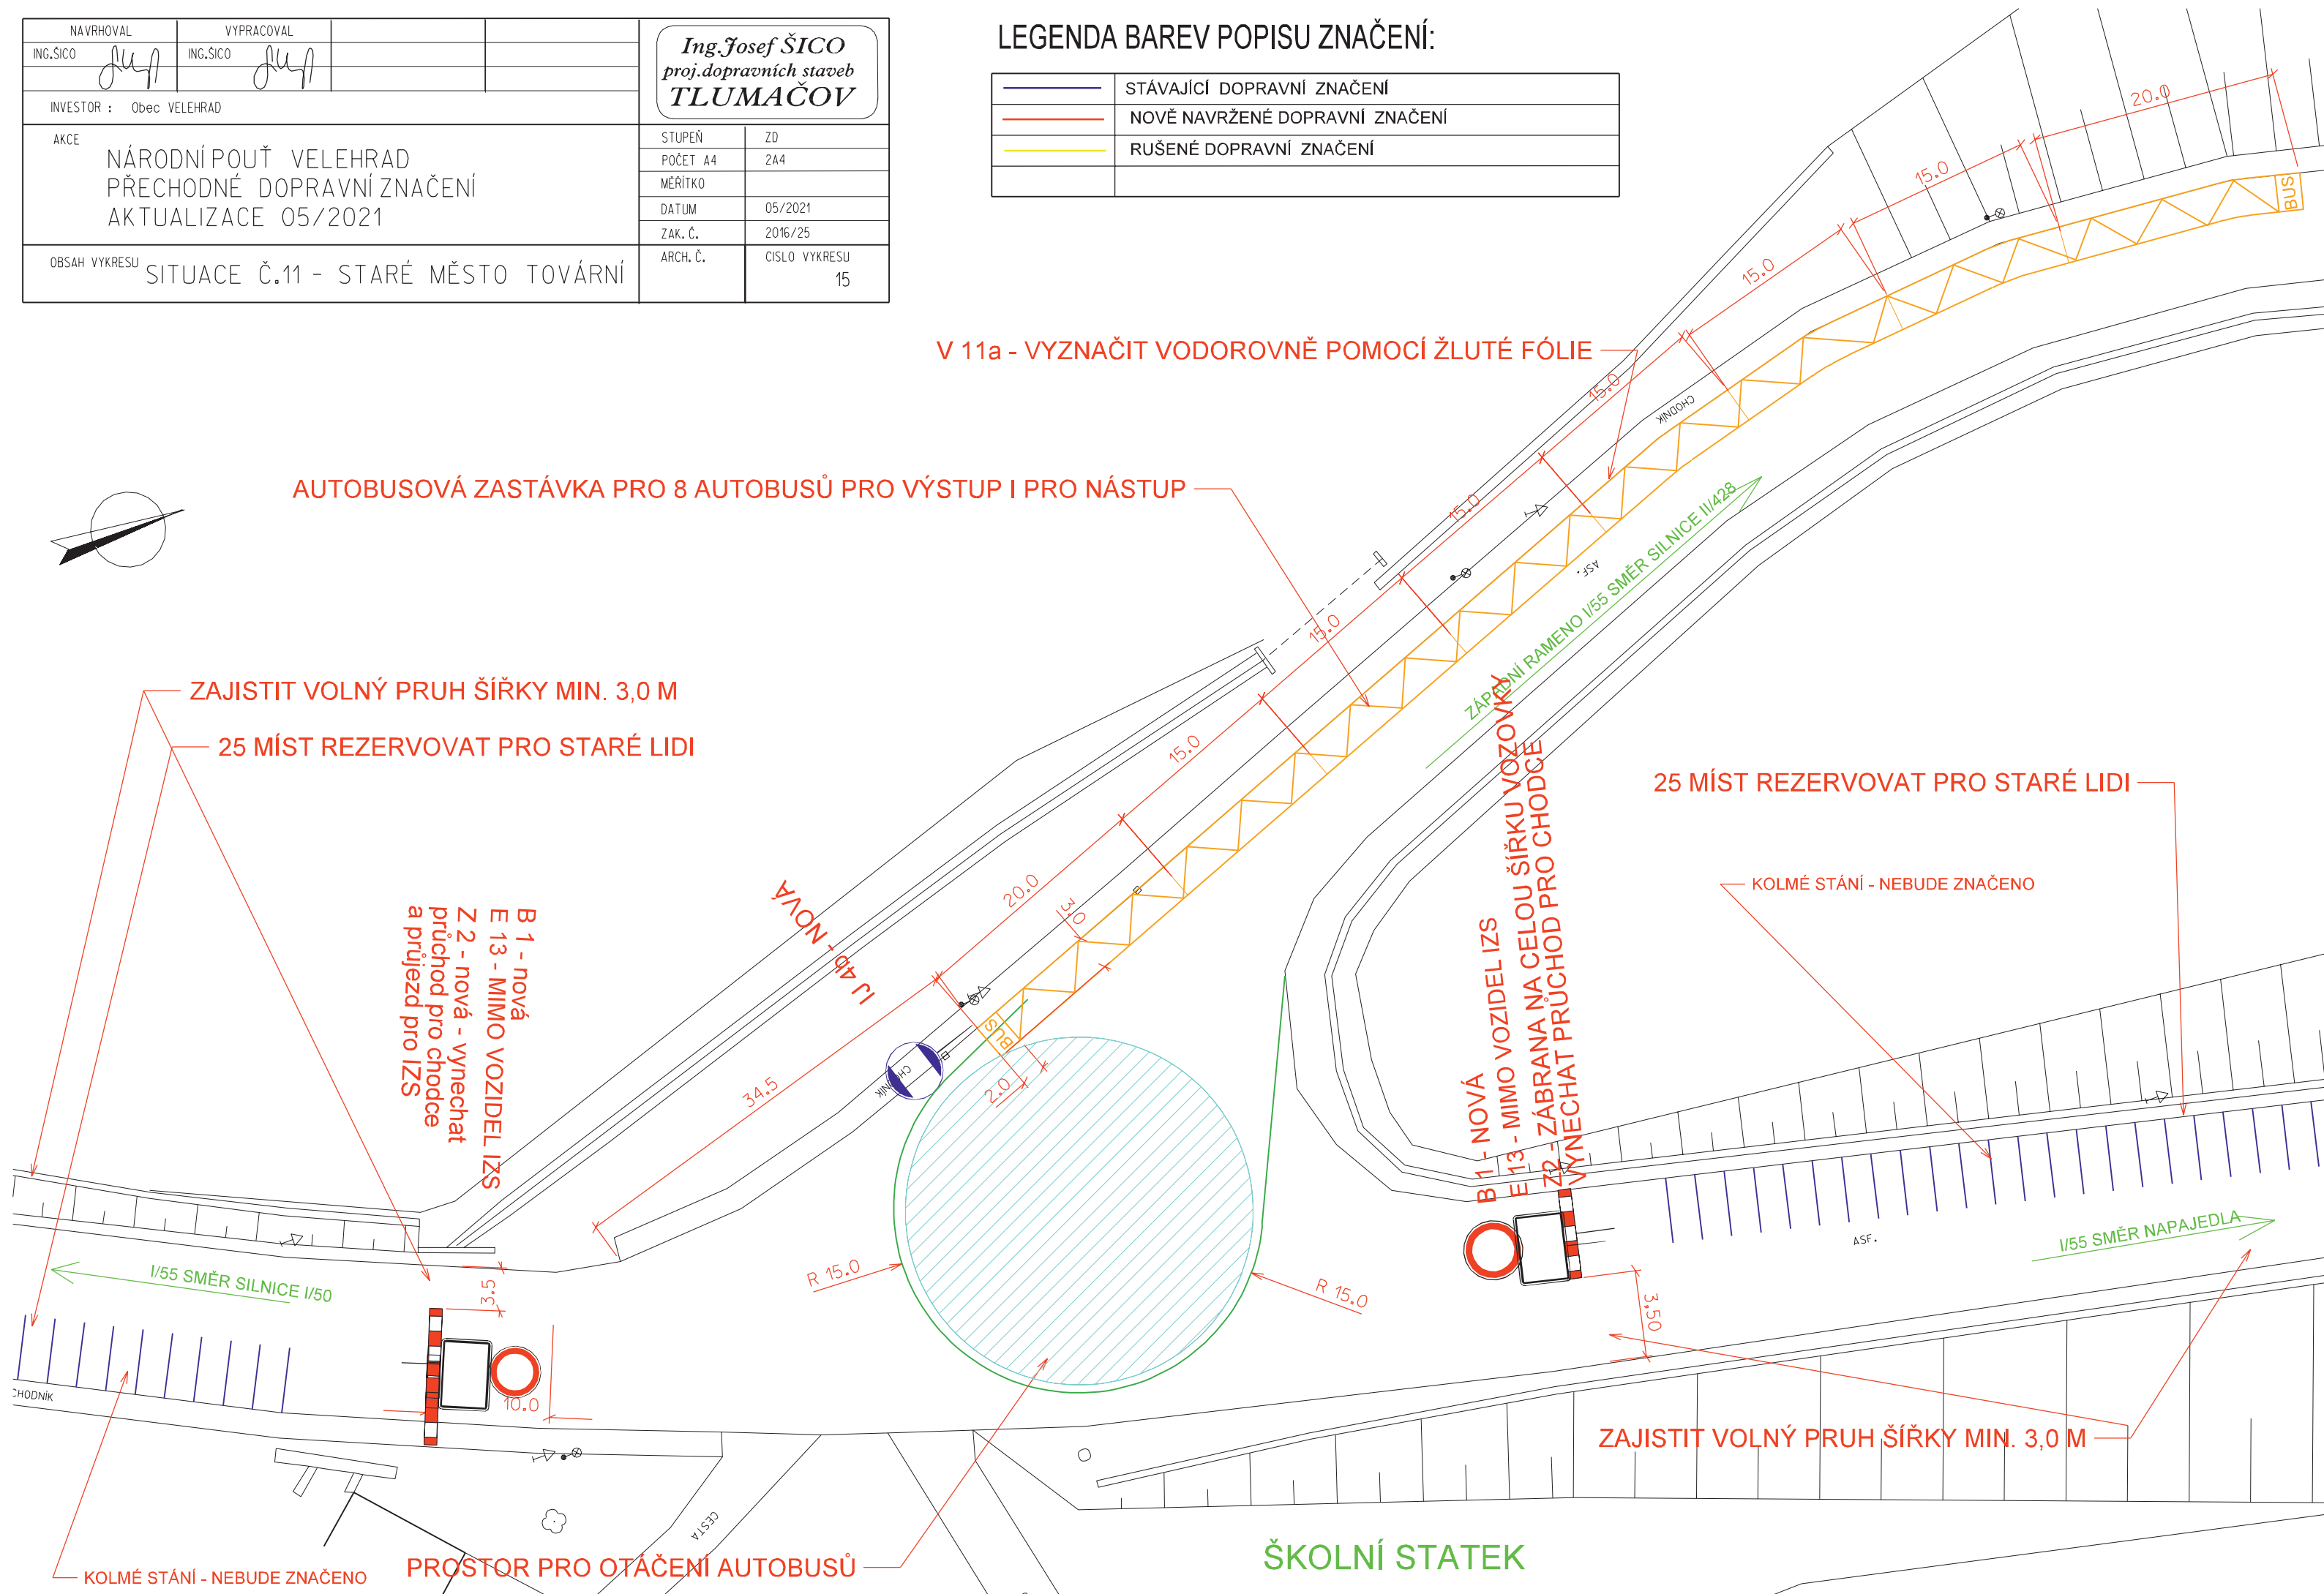 NAVRHOVAL VYPRACOVAL
ING.ŠICO ING.ŠICO
INVESTOR : Obec VELEHRAD
AKCE
NÁRODNÍ POUŤ VELEHRAD
PŘECHODNÉ DOPRAVNÍ ZNAČENÍ
AKTUALIZACE 05/2021
OBSAH VYKRESU SITUACE Č.11 - STARÉ MĚSTO TOVÁRNÍ
Ing.Josef ŠICO
proj.dopravních staveb
TLUMAČOV
STUPEŇ ZD
POČET A4 2A4
MĚŘÍTKO
DATUM 05/2021
ZAK. Č. 2016/25
ARCH. Č. CISLO VYKRESU
15
LEGENDA BAREV POPISU ZNAČENÍ:
STÁVAJÍCÍ DOPRAVNÍ ZNAČENÍ
NOVĚ NAVRŽENÉ DOPRAVNÍ ZNAČENÍ
RUŠENÉ DOPRAVNÍ ZNAČENÍ
20.0
15.0
BUS
15.0
V 11a - VYZNAČIT VODOROVNĚ POMOCÍ ŽLUTÉ FÓLIE
15.0
CHODNÍK
AUTOBUSOVÁ ZASTÁVKA PRO 8 AUTOBUSŮ PRO VÝSTUP I PRO NÁSTUP
15.0
ASF.
ZÁPADNÍ RAMENO I/55 SMĚR SILNICE II/428
15.0
ZAJISTIT VOLNÝ PRUH ŠÍŘKY MIN. 3,0 M
25 MÍST REZERVOVAT PRO STARÉ LIDI
15.0
25 MÍST REZERVOVAT PRO STARÉ LIDI
KOLMÉ STÁNÍ - NEBUDE ZNAČENO
20.0
3.0
IJ 4b - NOVÁ
B 1 - nová
E 13 - MIMO VOZIDEL IZS
Z 2 - nová - vynechat
průchod pro chodce
a průjezd pro IZS
B 1 - NOVÁ
E 13 - MIMO VOZIDEL IZS
Z2 - ZÁBRANA NA CELOU ŠÍŘKU VOZOVKY
VYNECHAT PRŮCHOD PRO CHODCE
BUS
CHODNÍK
34.5
2.0
I/55 SMĚR SILNICE I/50
3.5
R 15.0
R 15.0
3.50
ASF.
I/55 SMĚR NAPAJEDLA
CHODNÍK
10.0
ZAJISTIT VOLNÝ PRUH ŠÍŘKY MIN. 3,0 M
CESTA
KOLMÉ STÁNÍ - NEBUDE ZNAČENO
PROSTOR PRO OTÁČENÍ AUTOBUSŮ
ŠKOLNÍ STATEK